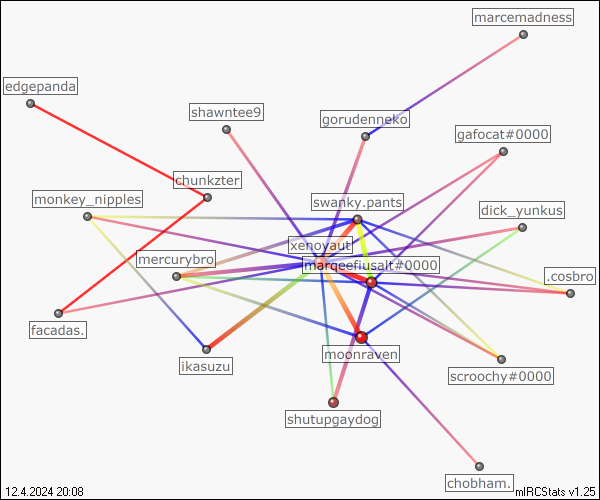 marcemadness
edgepanda
shawntee9
gorudenneko
gafocat#0000
chunkzter
monkey_nipples
swanky.pants
dick_yunkus
xenoyaut
mercurybro
marqeefiusalt#0000
.cosbro
facadas.
ikasuzu
moonraven
scroochy#0000
shutupgaydog
chobham.
12.4.2024 20:08
mIRCStats v1.25